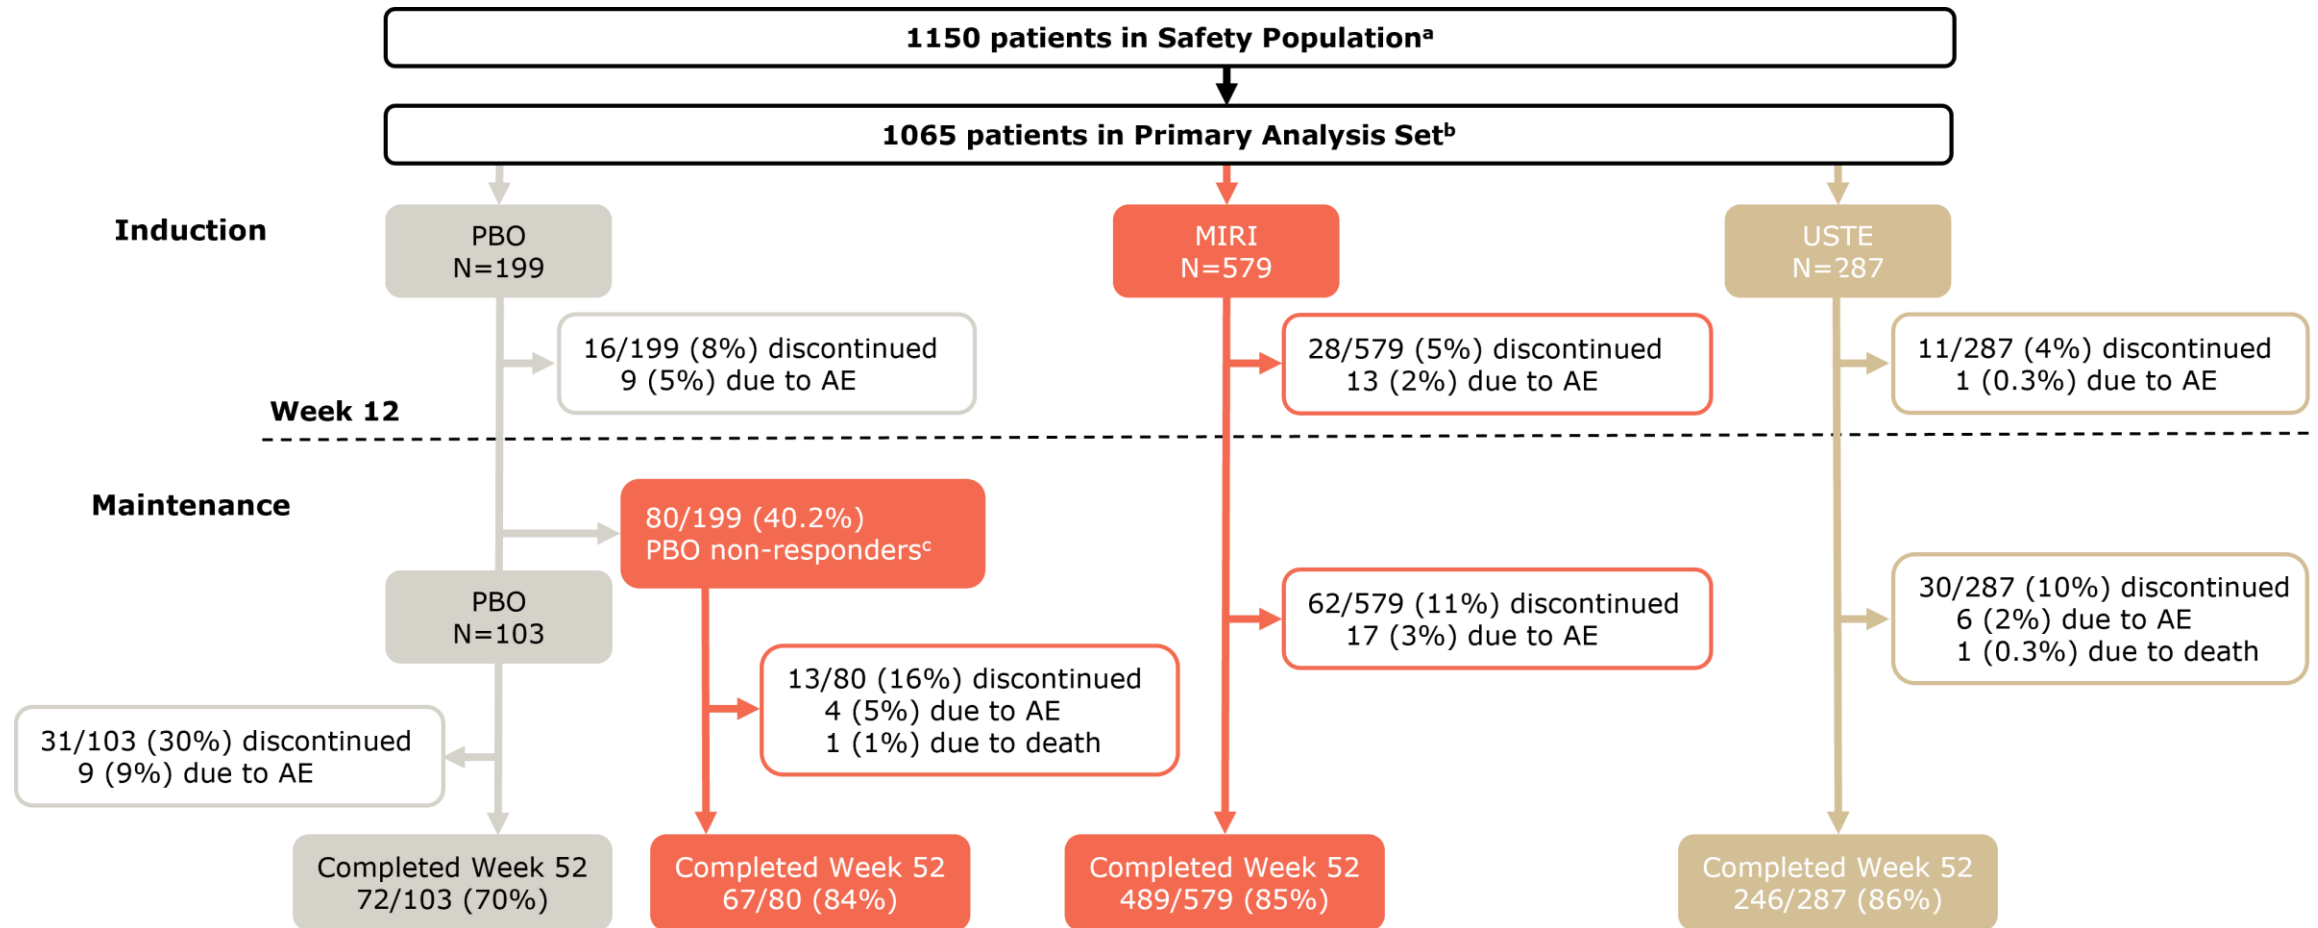 1150 patients in Safety Populationᵃ
1065 patients in Primary Analysis Setᵇ
Induction
PBO
N=199
MIRI
N=579
USTE
N=287
16/199 (8%) discontinued
9 (5%) due to AE
28/579 (5%) discontinued
13 (2%) due to AE
11/287 (4%) discontinued
1 (0.3%) due to AE
Week 12
Maintenance
80/199 (40.2%)
PBO non-respondersᶜ
PBO
N=103
62/579 (11%) discontinued
17 (3%) due to AE
30/287 (10%) discontinued
6 (2%) due to AE
1 (0.3%) due to death
13/80 (16%) discontinued
4 (5%) due to AE
1 (1%) due to death
31/103 (30%) discontinued
9 (9%) due to AE
Completed Week 52
72/103 (70%)
Completed Week 52
67/80 (84%)
Completed Week 52
489/579 (85%)
Completed Week 52
246/287 (86%)